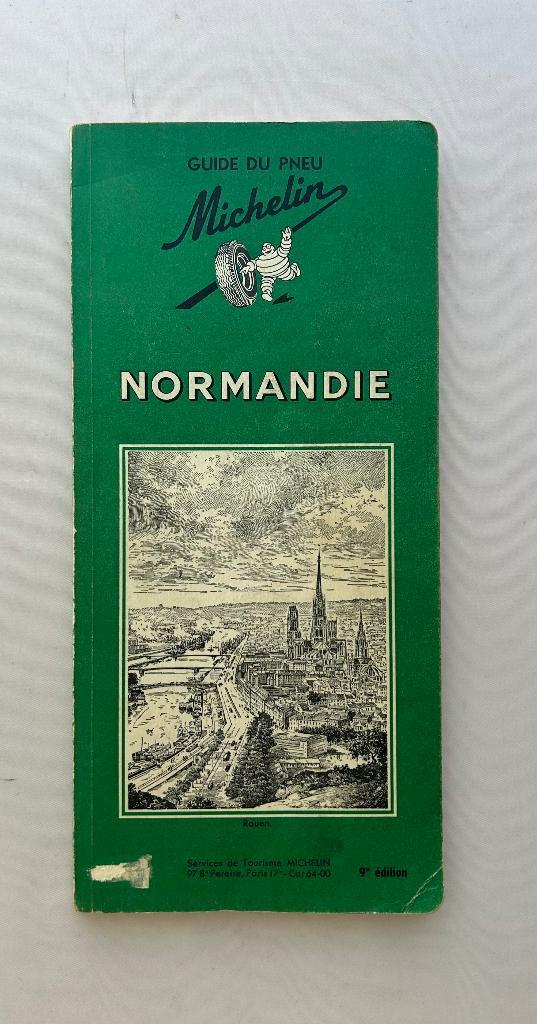 GUIDE DU PNEU
Michelin
NORMANDIE
Rouen
Services de Tourisme MICHELIN
97 Bᵈ Pereire, Paris 17ᵉ - Car 64-00
9ᵉ édition